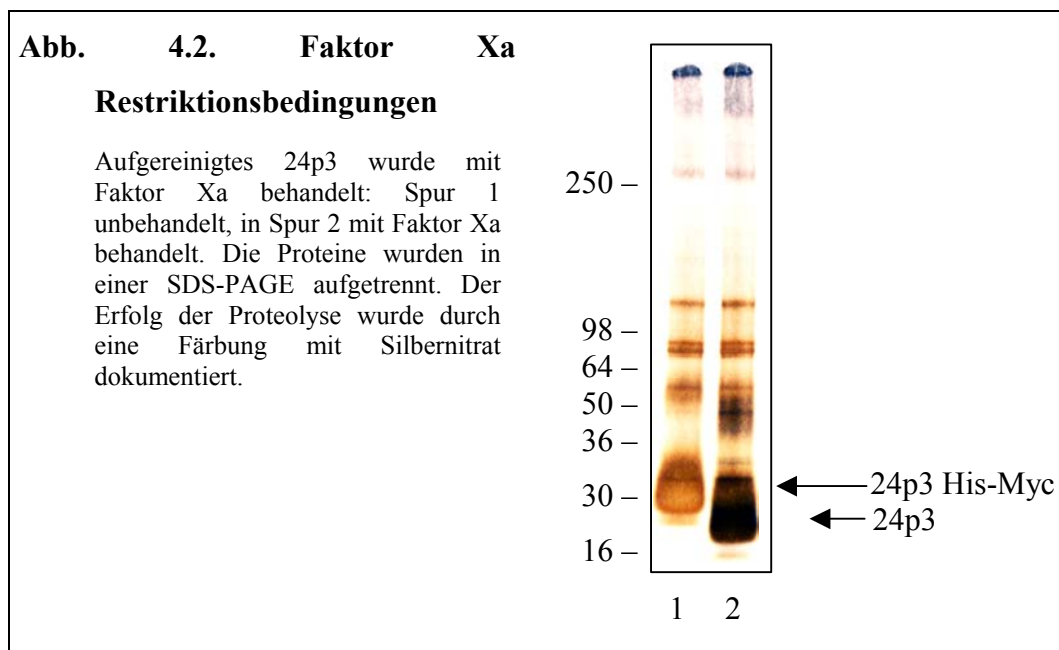 Abb. 4.2. Faktor Xa
Restriktionsbedingungen
Aufgereinigtes 24p3 wurde mit
Faktor Xa behandelt: Spur 1
unbehandelt, in Spur 2 mit Faktor Xa
behandelt. Die Proteine wurden in
einer SDS-PAGE aufgetrennt. Der
Erfolg der Proteolyse wurde durch
eine Färbung mit Silbernitrat
dokumentiert.
250 –
98 –
64 –
50 –
36 –
30 –
16 –
24p3 His-Myc
24p3
1 2